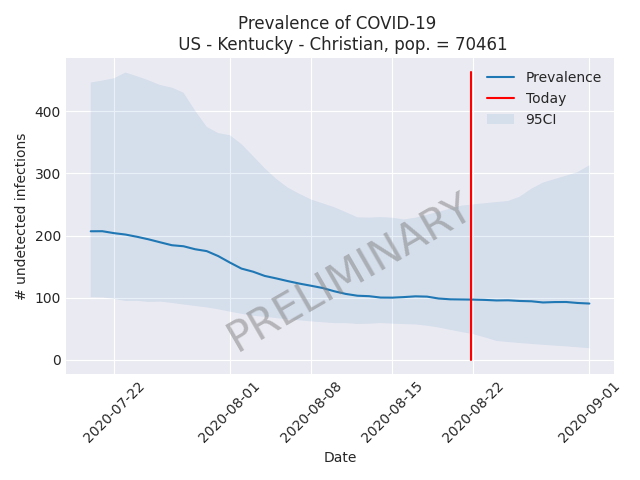 Prevalence of COVID-19
US - Kentucky - Christian, pop. = 70461
# undetected infections
400
300
200
100
0
Prevalence
Today
95CI
PRELIMINARY
2020-07-22
2020-08-01
2020-08-08
2020-08-15
2020-08-22
2020-09-01
Date